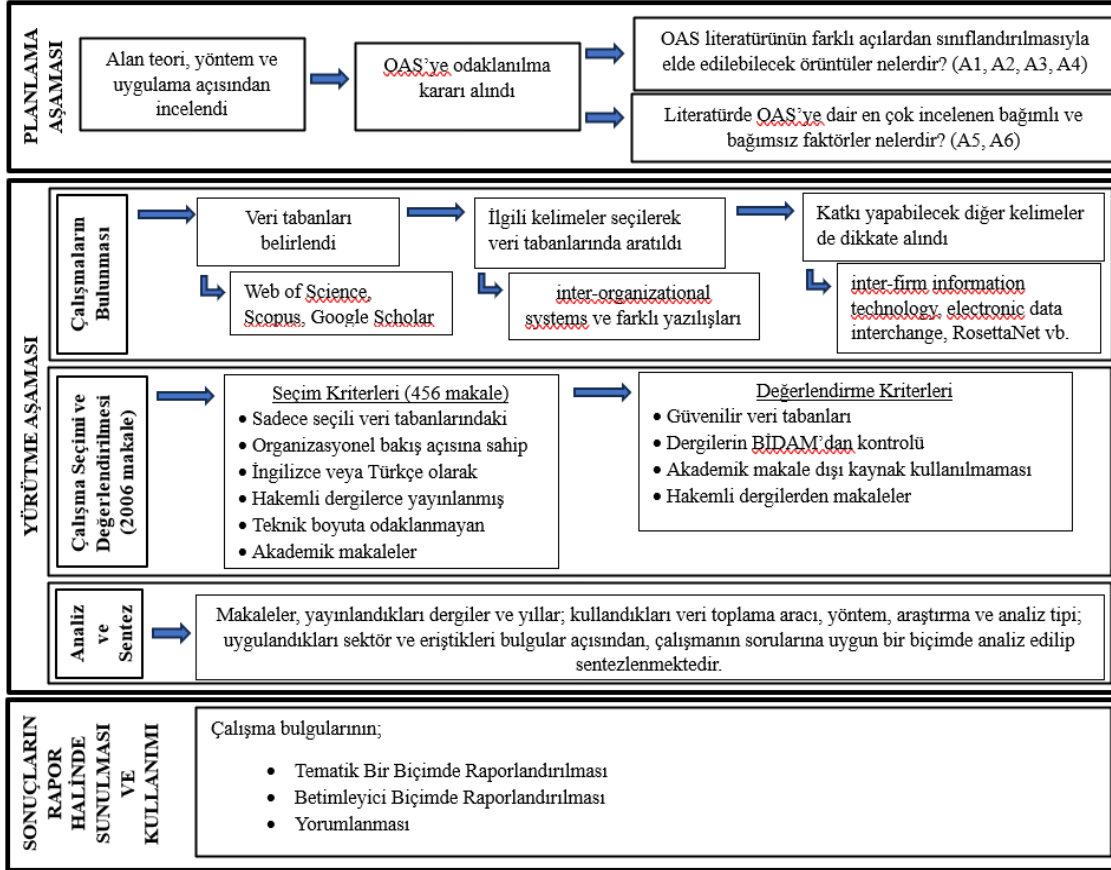 PLANLAMA
AŞAMASI
Alan teori, yöntem ve
uygulama açısından
incelendi
OAS'ye odaklanılma
kararı alındı
OAS literatürünün farklı açılardan sınıflandırılmasıyla
elde edilebilecek örüntüler nelerdir? (A1, A2, A3, A4)
Literatürde OAS'ye dair en çok incelenen bağımlı ve
bağımsız faktörler nelerdir? (A5, A6)
YÜRÜTME AŞAMASI
Çalışmaların
Bulunması
Veri tabanları
belirlendi
Web of Science,
Scopus, Google Scholar
İlgili kelimeler seçilerek
veri tabanlarında aratıldı
inter-organizational
systems ve farklı yazılışları
Katkı yapabilecek diğer kelimeler
de dikkate alındı
inter-firm information
technology, electronic data
interchange, RosettaNet vb.
Çalışma Seçimi ve
Değerlendirilmesi
(2006 makale)
Seçim Kriterleri (456 makale)
• Sadece seçili veri tabanlarındaki
• Organizasyonel bakış açısına sahip
• İngilizce veya Türkçe olarak
• Hakemli dergilerce yayınlanmış
• Teknik boyuta odaklanmayan
• Akademik makaleler
Değerlendirme Kriterleri
• Güvenilir veri tabanları
• Dergilerin BİDAM'dan kontrolü
• Akademik makale dışı kaynak kullanılmaması
• Hakemli dergilerden makaleler
Analiz
ve
Sentez
Makaleler, yayınlandıkları dergiler ve yıllar; kullandıkları veri toplama aracı, yöntem, araştırma ve analiz tipi;
uygulandıkları sektör ve eriştikleri bulgular açısından, çalışmanın sorularına uygun bir biçimde analiz edilip
sentezlenmektedir.
SONUÇLARIN
RAPOR
HALİNDE
SUNULMASI
VE
KULLANIMI
Çalışma bulgularının;
• Tematik Bir Biçimde Raporlandırılması
• Betimleyici Biçimde Raporlandırılması
• Yorumlanması